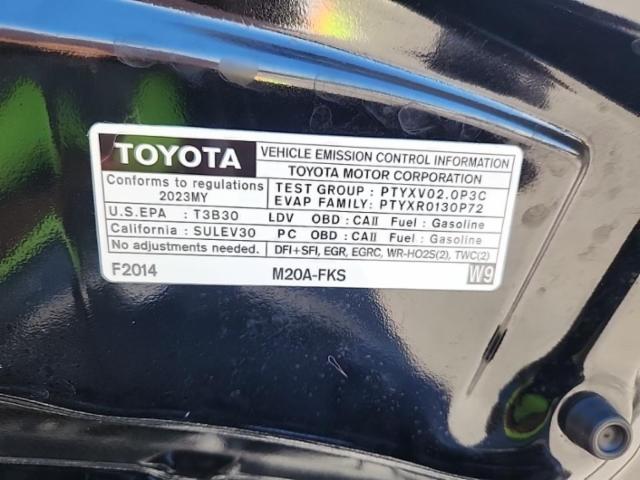 TOYOTA
VEHICLE EMISSION CONTROL INFORMATION
TOYOTA MOTOR CORPORATION
Conforms to regulations
2023MY
TEST GROUP : PTYXV02.0P3C
EVAP FAMILY: PTYXR0130P72
U.S.EPA : T3B30 LDV OBD : CAII Fuel : Gasoline
California : SULEV30 PC OBD : CAII Fuel : Gasoline
No adjustments needed. DFI+SFI, EGR, EGRC, WR-HO2S(2), TWC(2)
F2014 M20A-FKS W9